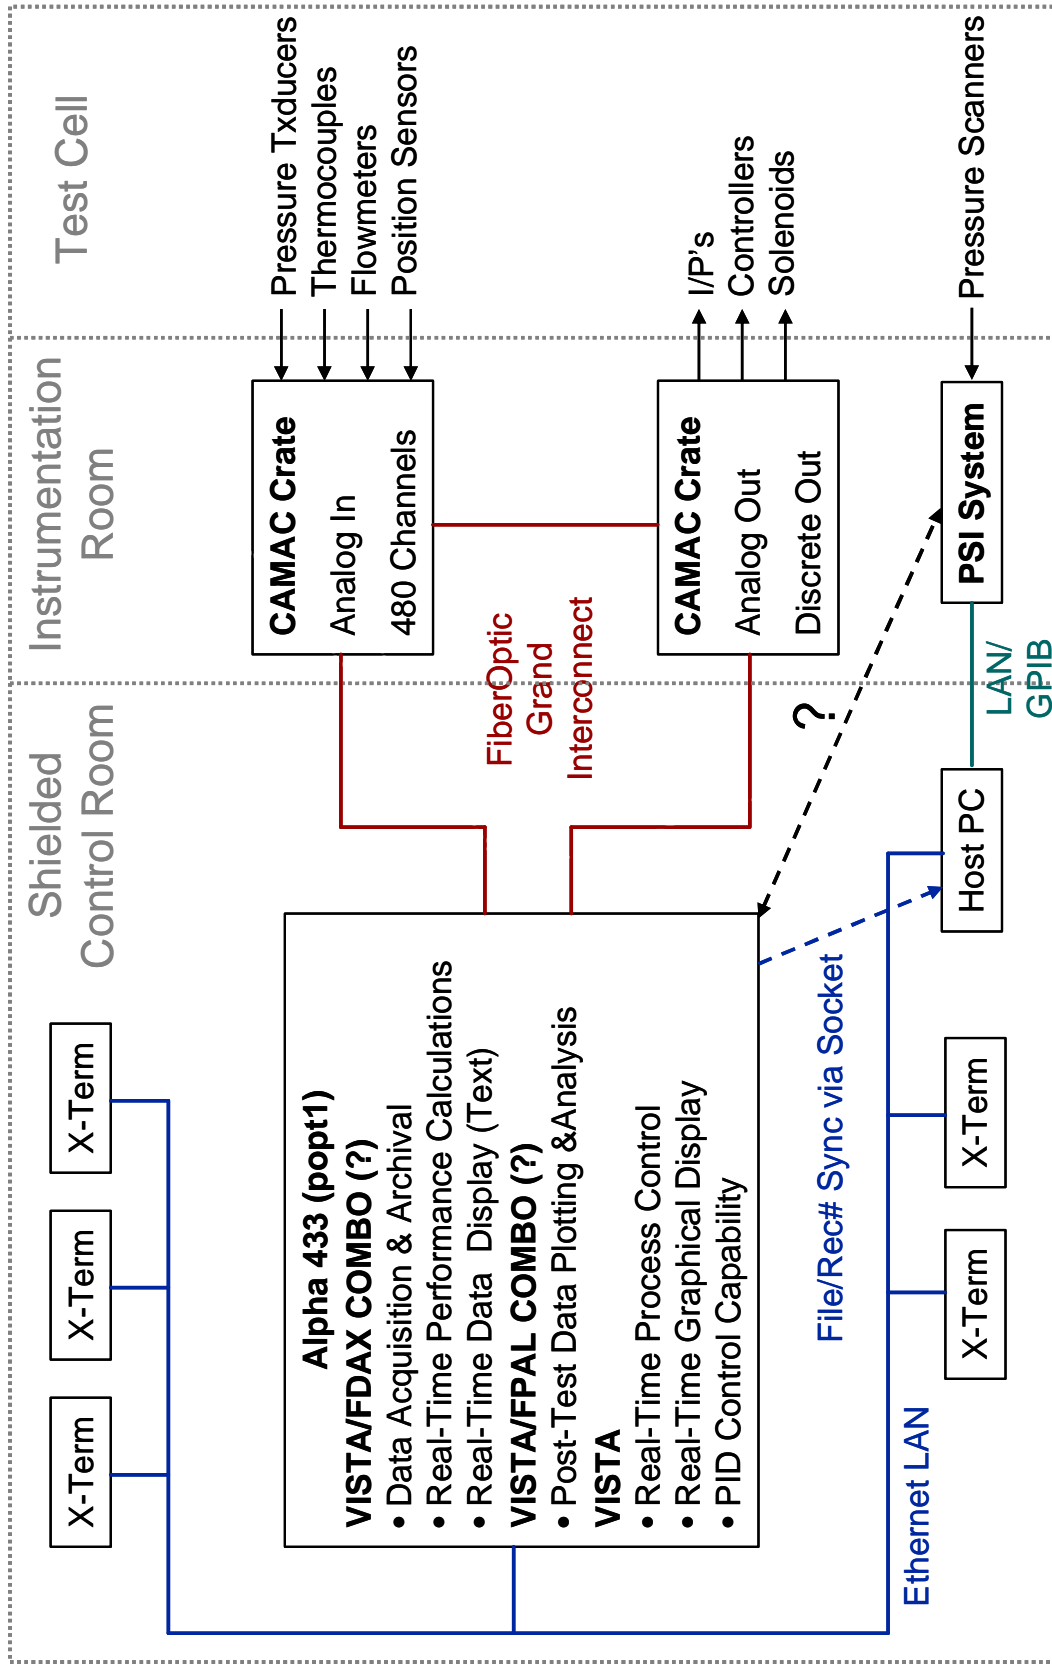 Shielded
Control Room
Instrumentation
Room
Test Cell
X-Term
X-Term
X-Term
Alpha 433 (popt1)
VISTA/FDAX COMBO (?)
• Data Acquisition & Archival
• Real-Time Performance Calculations
• Real-Time Data  Display (Text)
VISTA/FPAL COMBO (?)
• Post-Test Data Plotting &Analysis
VISTA
• Real-Time Process Control
• Real-Time Graphical Display
• PID Control Capability
FiberOptic
Grand
Interconnect
CAMAC Crate
Analog In
480 Channels
Pressure Txducers
Thermocouples
Flowmeters
Position Sensors
CAMAC Crate
Analog Out
Discrete Out
I/P's
Controllers
Solenoids
?
File/Rec# Sync via Socket
Ethernet LAN
X-Term
X-Term
Host PC
LAN/
GPIB
PSI System
Pressure Scanners